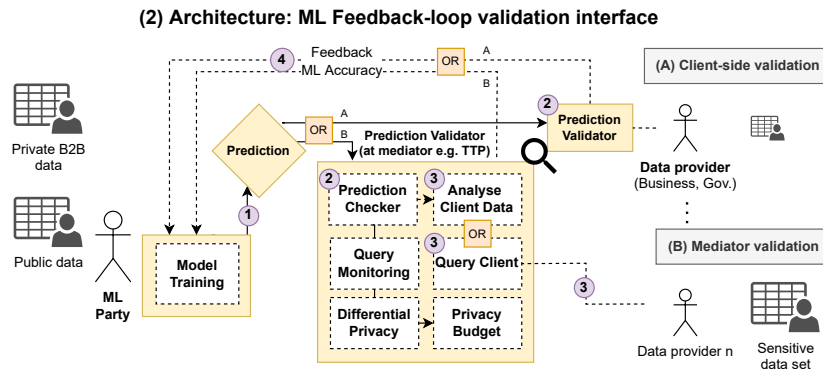 (2) Architecture: ML Feedback-loop validation interface
4
Feedback
ML Accuracy
OR
A
B
(A) Client-side validation
Private B2B
data
Prediction
OR
A
B
2
Prediction
Validator
Prediction Validator
(at mediator e.g. TTP)
Data provider
(Business, Gov.)
1
2
Prediction
Checker
3
Analyse
Client Data
OR
Public data
ML
Party
Model
Training
Query
Monitoring
3
Query Client
(B) Mediator validation
3
Differential
Privacy
Privacy
Budget
Data provider n
Sensitive
data set